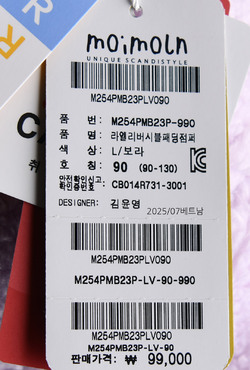 moimoln
UNIQUE SCANDISTYLE
M254PMB23PLV090
품 번: M254PMB23P-990
품 명: 라엘리버시블패딩점퍼
색 상: L/보라
호 칭: 90 (90-130)
안전확인신고
확인증번호: CB014R731-3001
DESIGNER: 김윤영
2025/07베트남
M254PMB23PLV090
M254PMB23P-LV-90-990
M254PMB23PLV090
M254PMB23P-LV-90
판매가격: ₩ 99,000